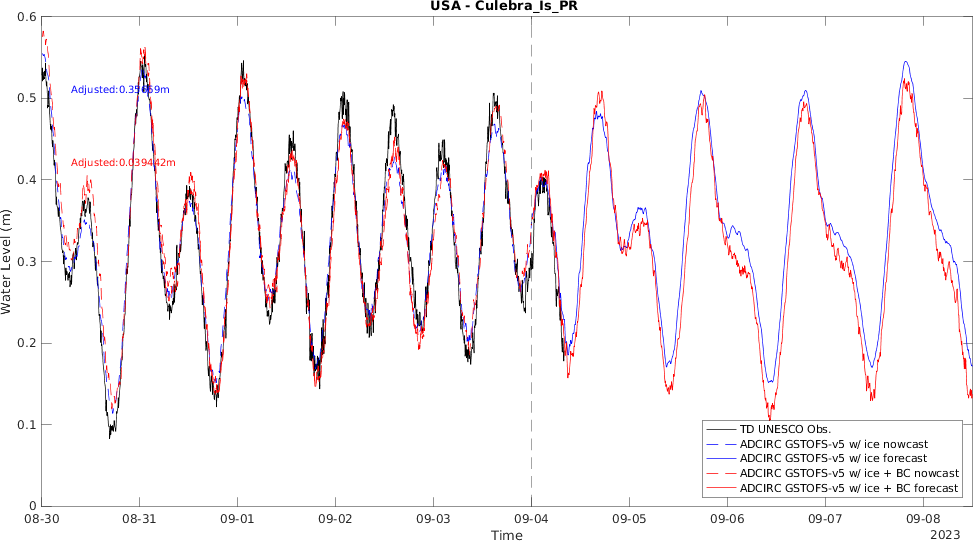 USA - Culebra_Is_PR
0.6
0.5
0.4
0.3
0.2
0.1
0
Water Level (m)
Adjusted:0.35669m
Adjusted:0.039442m
TD UNESCO Obs.
ADCIRC GSTOFS-v5 w/ ice nowcast
ADCIRC GSTOFS-v5 w/ ice forecast
ADCIRC GSTOFS-v5 w/ ice + BC nowcast
ADCIRC GSTOFS-v5 w/ ice + BC forecast
08-30 08-31 09-01 09-02 09-03 09-04 09-05 09-06 09-07 09-08
Time
2023